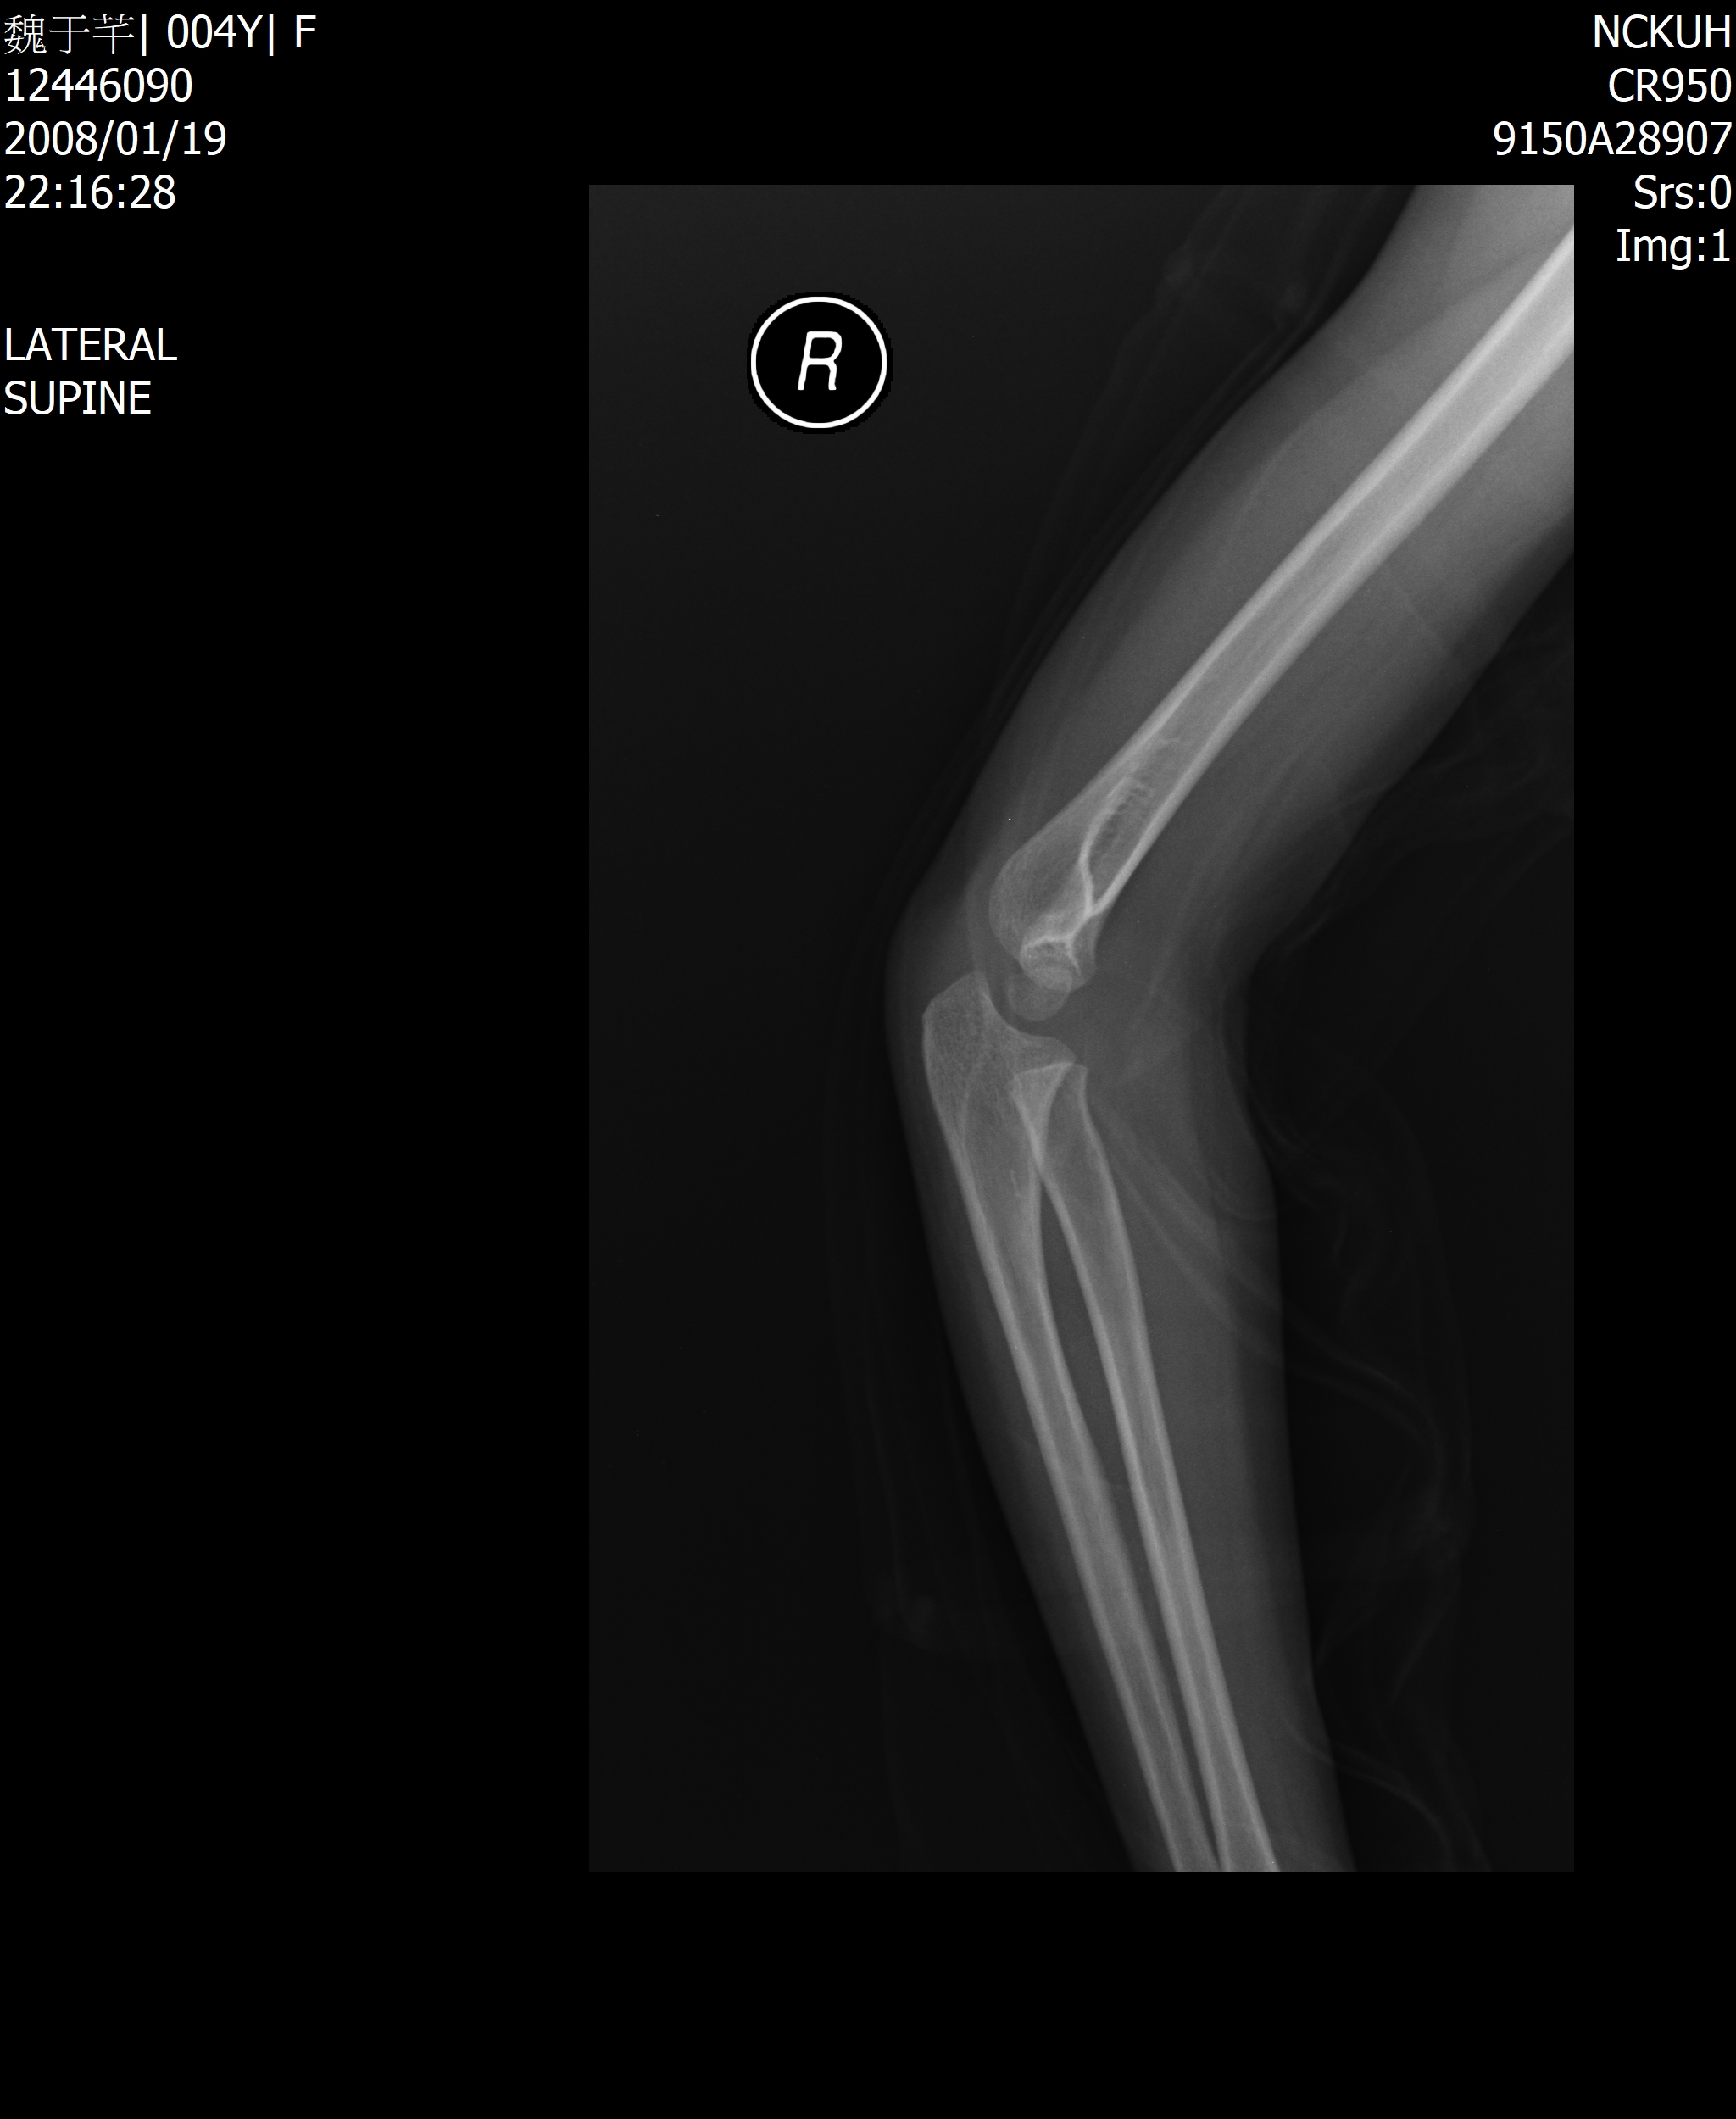 魏于芊| 004Y| F
12446090
2008/01/19
22:16:28
LATERAL
SUPINE
NCKUH
CR950
9150A28907
Srs:0
Img:1
R